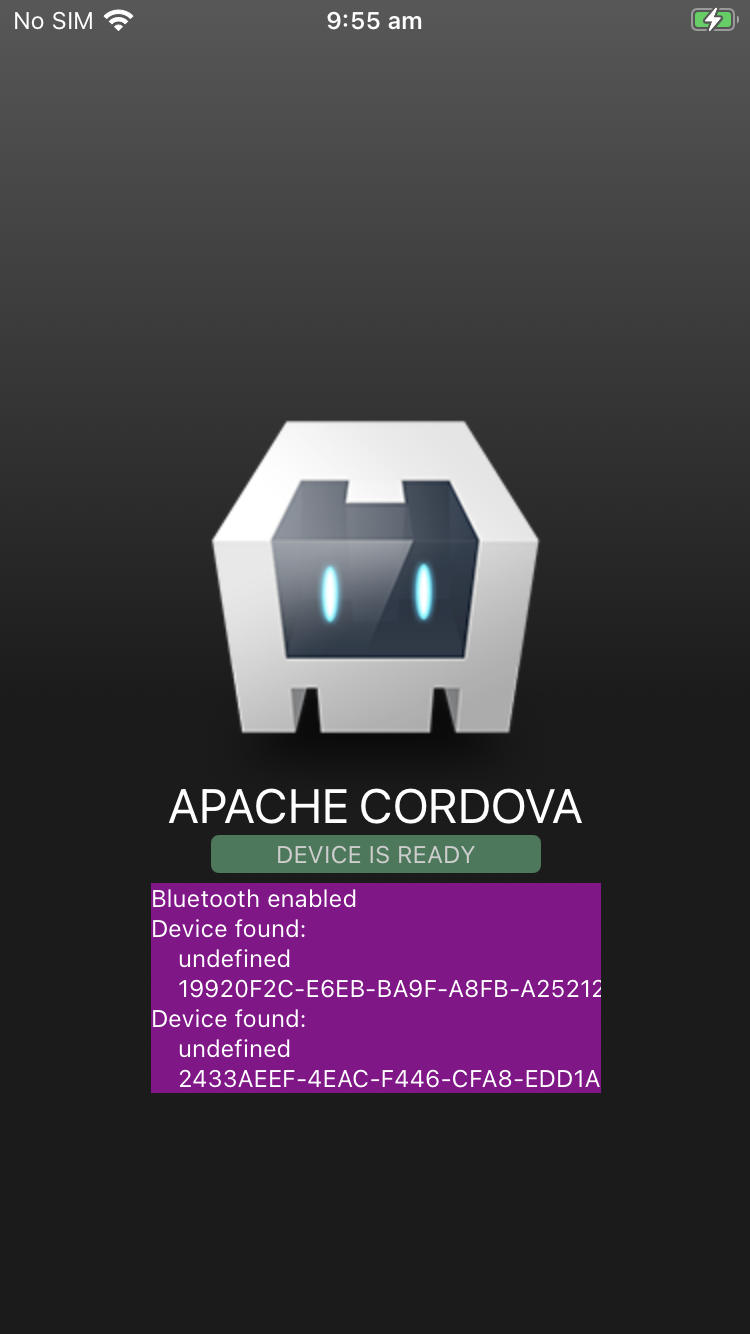 No SIM 9:55 am
APACHE CORDOVA
DEVICE IS READY
Bluetooth enabled
Device found:
undefined
19920F2C-E6EB-BA9F-A8FB-A25212
Device found:
undefined
2433AEEF-4EAC-F446-CFA8-EDD1A